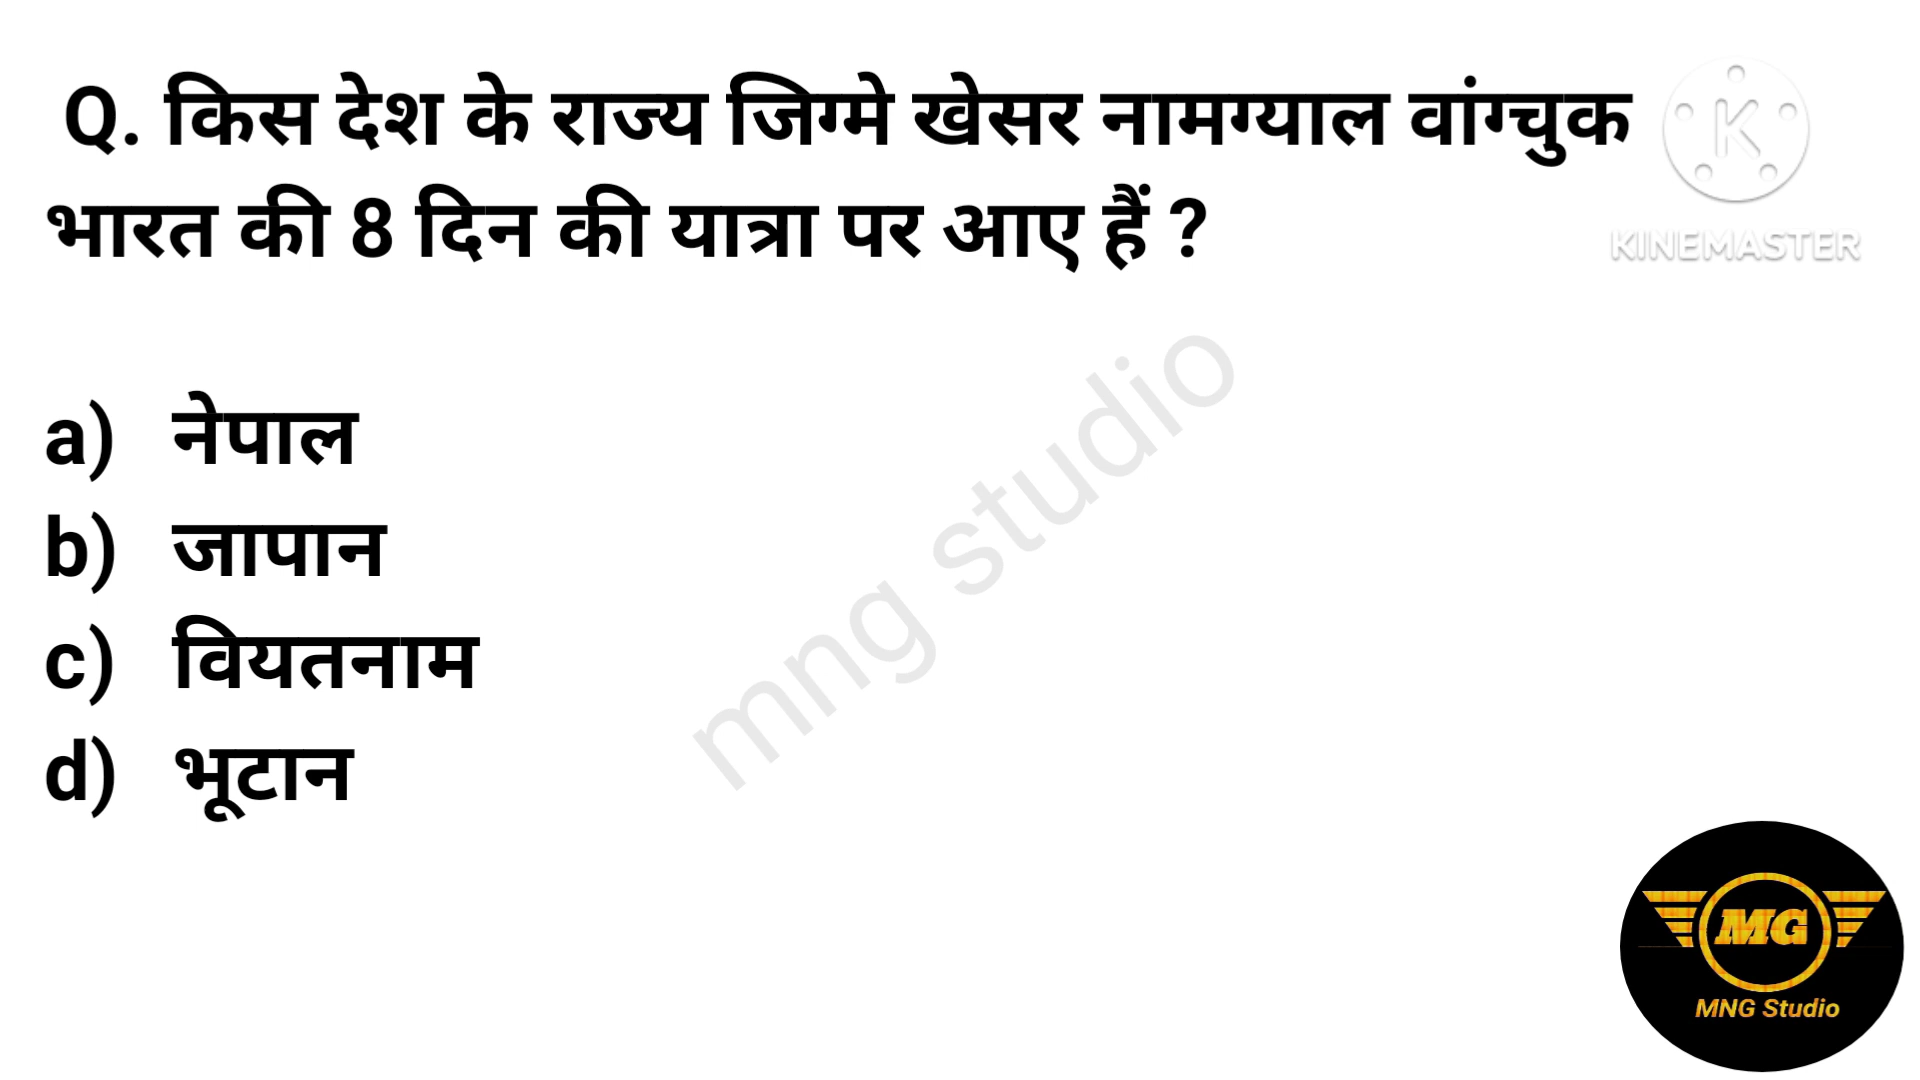 Q. किस देश के राज्य जिग्मे खेसर नामग्याल वांग्चुक
भारत की 8 दिन की यात्रा पर आए हैं ?
K
KINEMASTER
a) नेपाल
b) जापान
c) वियतनाम
d) भूटान
mng studio
MG
MNG Studio